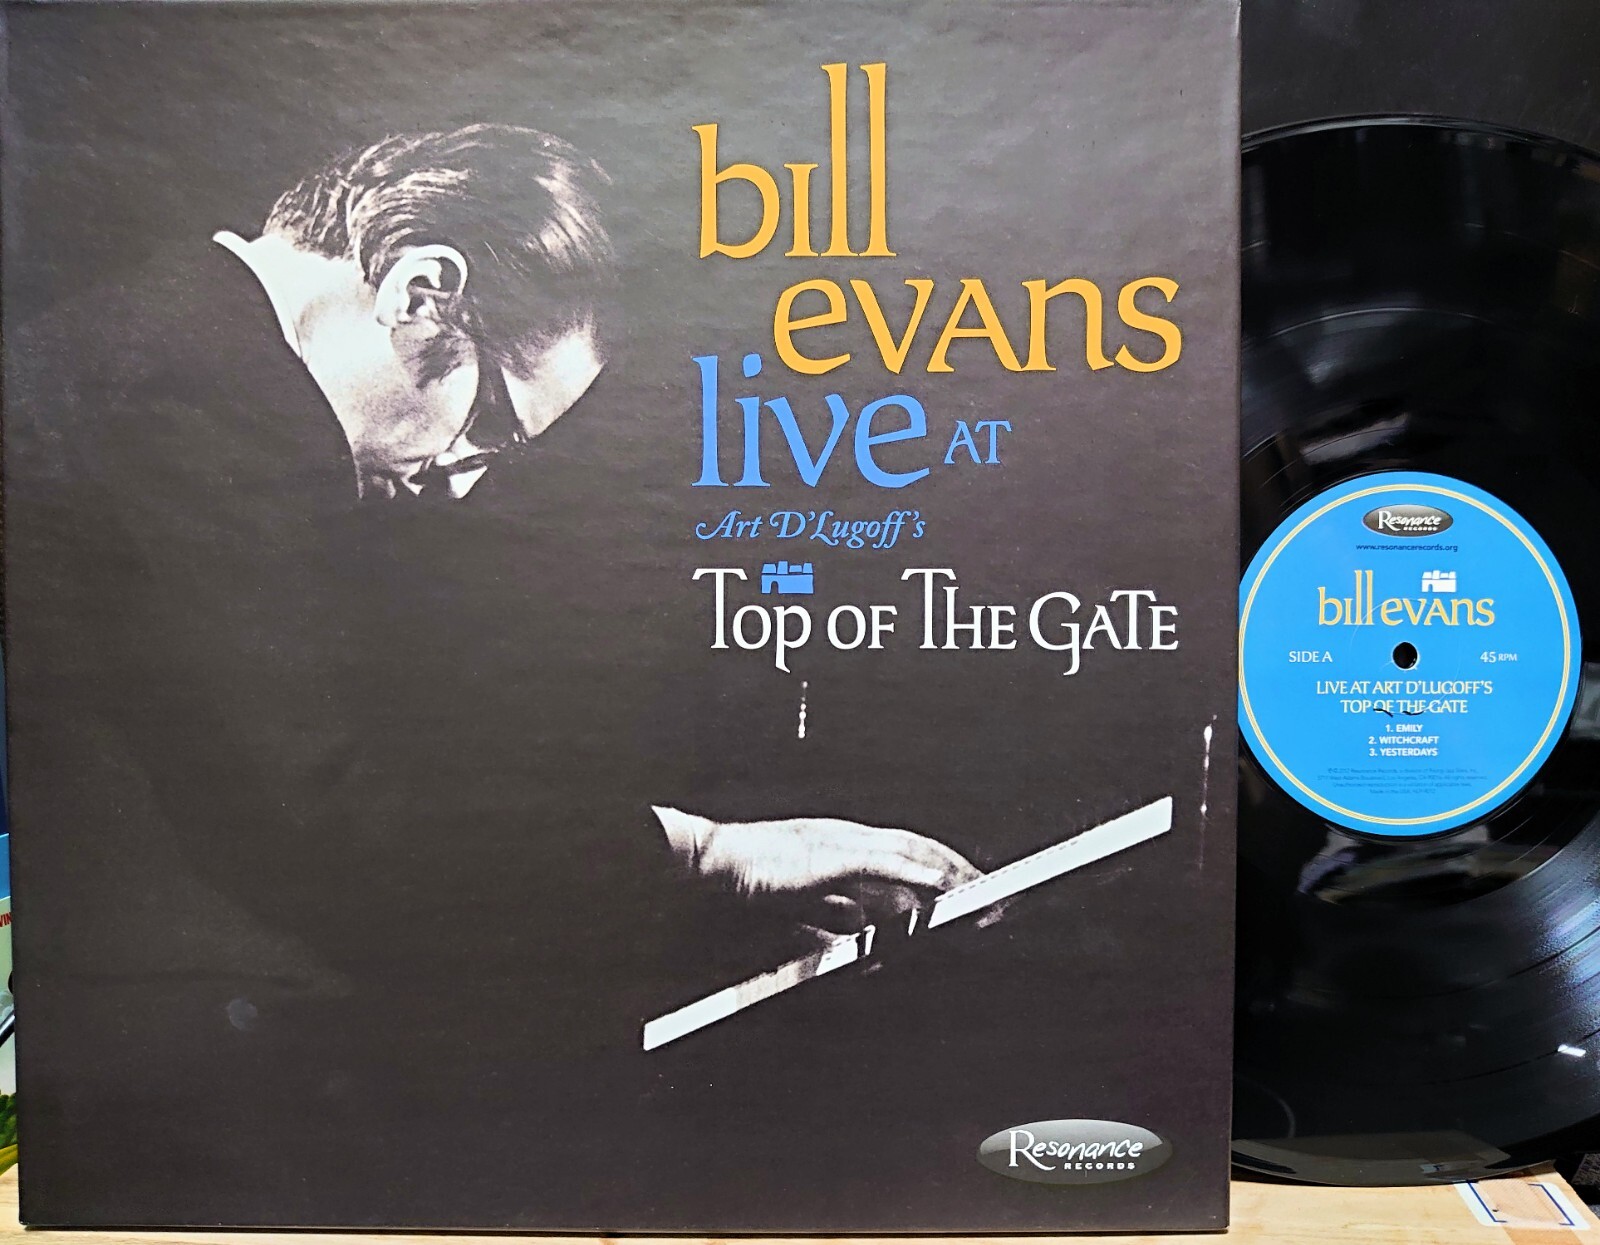 bill
evans
live AT
Art D'Lugoff's
Top of The Gate
Resonance
RECORDS
Resonance
RECORDS
www.resonancerecords.org
bill evans
SIDE A
45 RPM
LIVE AT ART D'LUGOFF'S
TOP OF THE GATE
1. EMILY
2. WITCHCRAFT
3. YESTERDAYS